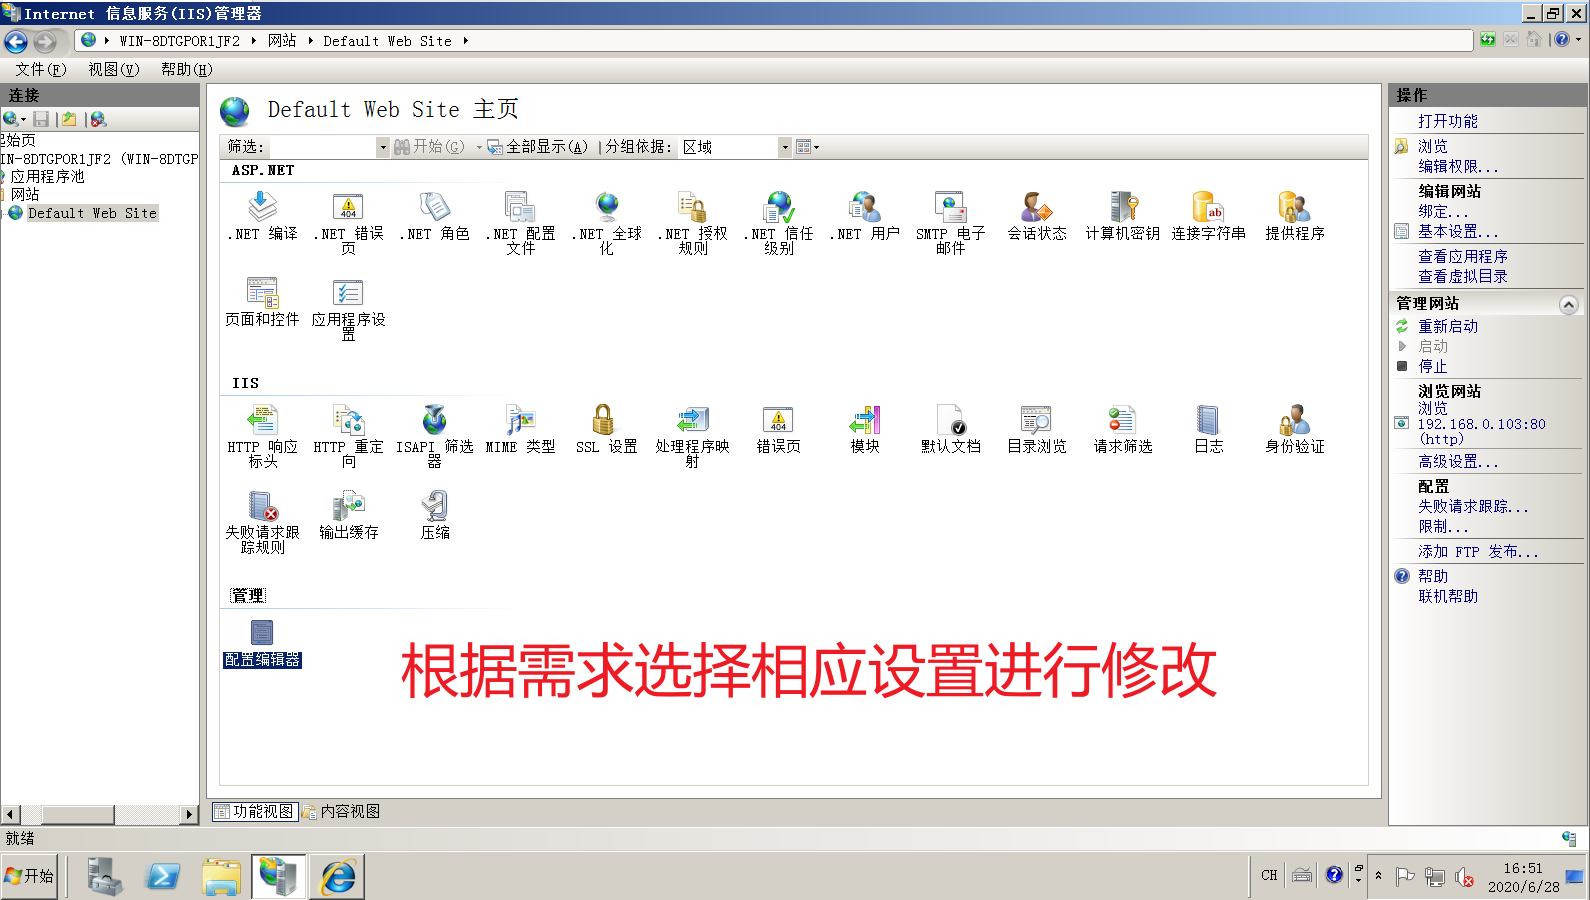 Internet 信息服务(IIS)管理器
WIN-8DTGPOR1JF2 网站 Default Web Site
文件(F) 视图(V) 帮助(H)
连接
起始页
IN-8DTGPOR1JF2 (WIN-8DTGP
应用程序池
网站
Default Web Site
Default Web Site 主页
筛选: 开始(G) 全部显示(A) 分组依据: 区域
ASP.NET
.NET 编译
.NET 错误
页
.NET 角色
.NET 配置
文件
.NET 全球
化
.NET 授权
规则
.NET 信任
级别
.NET 用户
SMTP 电子
邮件
会话状态
计算机密钥
连接字符串
提供程序
页面和控件
应用程序设
置
IIS
HTTP 响应
标头
HTTP 重定
向
ISAPI 筛选
器
MIME 类型
SSL 设置
处理程序映
射
错误页
模块
默认文档
目录浏览
请求筛选
日志
身份验证
失败请求跟
踪规则
输出缓存
压缩
管理
配置编辑器
根据需求选择相应设置进行修改
功能视图 内容视图
操作
打开功能
浏览
编辑权限...
编辑网站
绑定...
基本设置...
查看应用程序
查看虚拟目录
管理网站
重新启动
启动
停止
浏览网站
浏览
192.168.0.103:80
(http)
高级设置...
配置
失败请求跟踪...
限制...
添加 FTP 发布...
帮助
联机帮助
就绪
开始
CH
16:51
2020/6/28